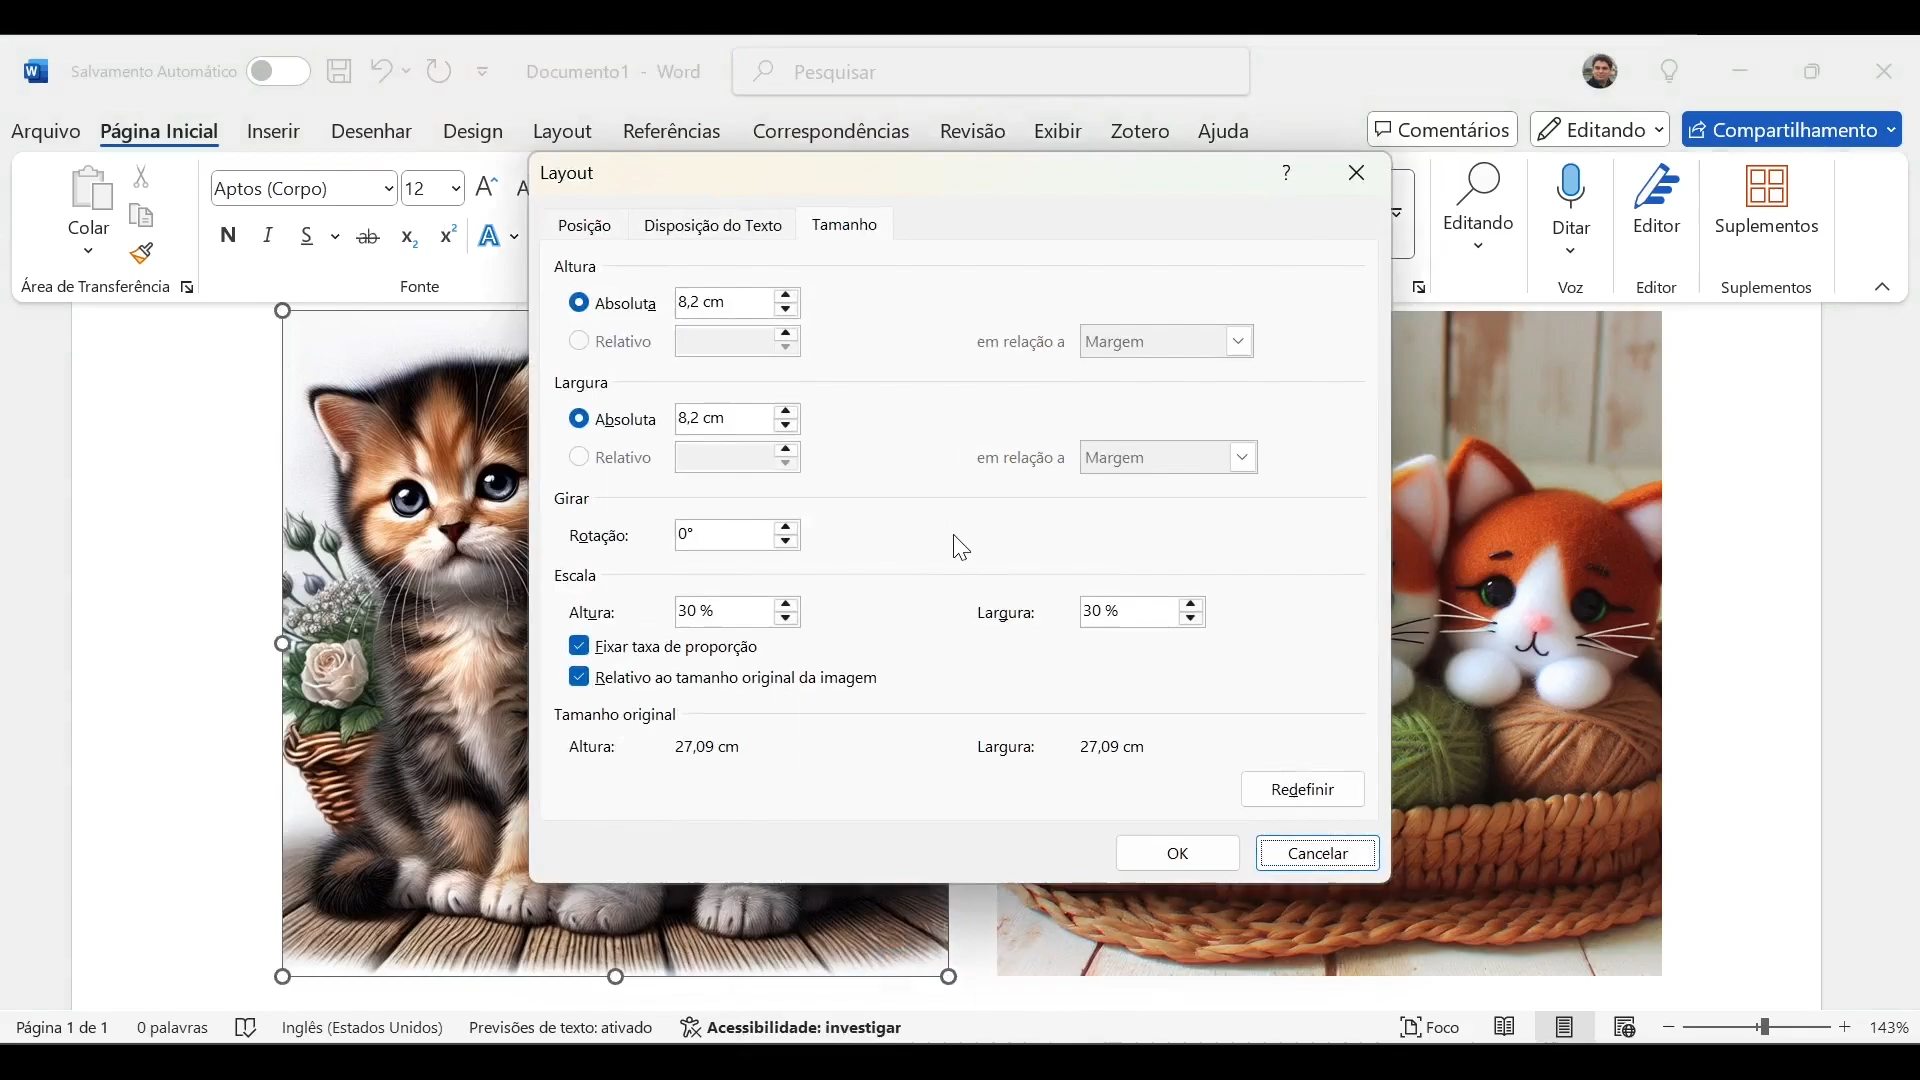 Salvamento Automático
Documento1 - Word
Pesquisar
Arquivo Página Inicial Inserir Desenhar Design Layout Referências Correspondências Revisão Exibir Zotero Ajuda
Comentários Editando Compartilhamento
Colar
Área de Transferência
Aptos (Corpo) 12
N I S ab x₂ x² A
Fonte
Editando
Ditar
Voz
Editor
Editor
Suplementos
Suplementos
Layout
Posição Disposição do Texto Tamanho
Altura
Absoluta 8,2 cm
Relativo em relação a Margem
Largura
Absoluta 8,2 cm
Relativo em relação a Margem
Girar
Rotação: 0°
Escala
Altura: 30 % Largura: 30 %
Fixar taxa de proporção
Relativo ao tamanho original da imagem
Tamanho original
Altura: 27,09 cm Largura: 27,09 cm
Redefinir
OK Cancelar
Página 1 de 1 0 palavras Inglês (Estados Unidos) Previsões de texto: ativado Acessibilidade: investigar Foco 143%